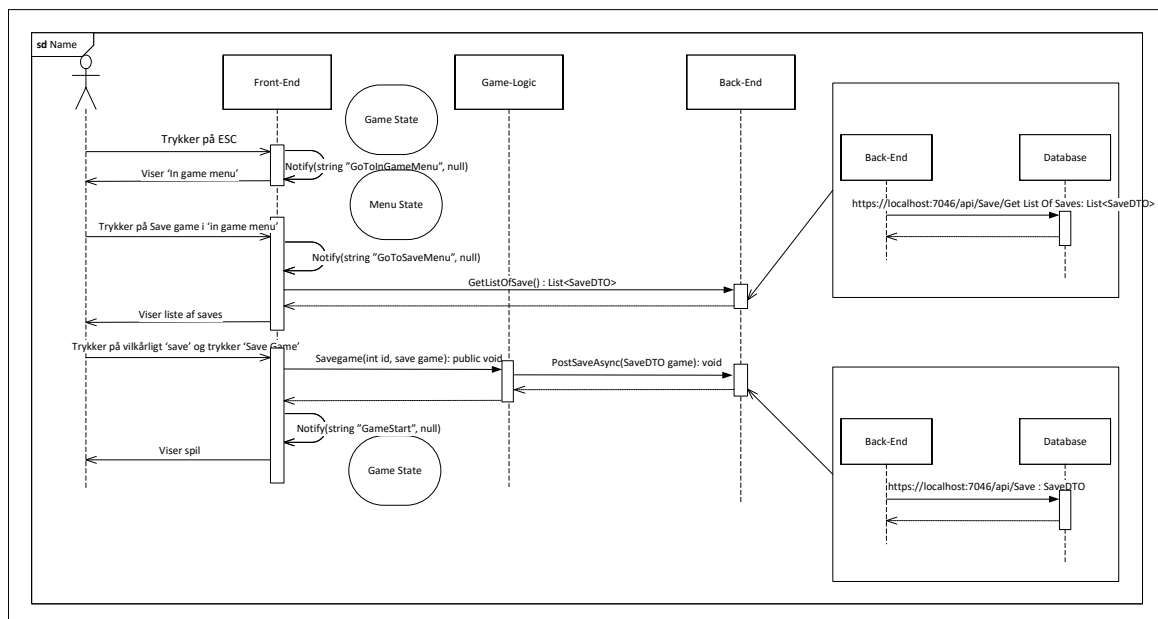 sd Name
Front-End
Game-Logic
Back-End
Game State
Trykker på ESC
Notify(string "GoToInGameMenu", null)
Viser 'In game menu'
Menu State
Trykker på Save game i 'in game menu'
Notify(string "GoToSaveMenu", null)
GetListOfSave() : List<SaveDTO>
Viser liste af saves
Trykker på vilkårligt 'save' og trykker 'Save Game'
Savegame(int id, save game): public void
PostSaveAsync(SaveDTO game): void
Notify(string "GameStart", null)
Viser spil
Game State
Back-End
Database
https://localhost:7046/api/Save/Get List Of Saves: List<SaveDTO>
Back-End
Database
https://localhost:7046/api/Save : SaveDTO